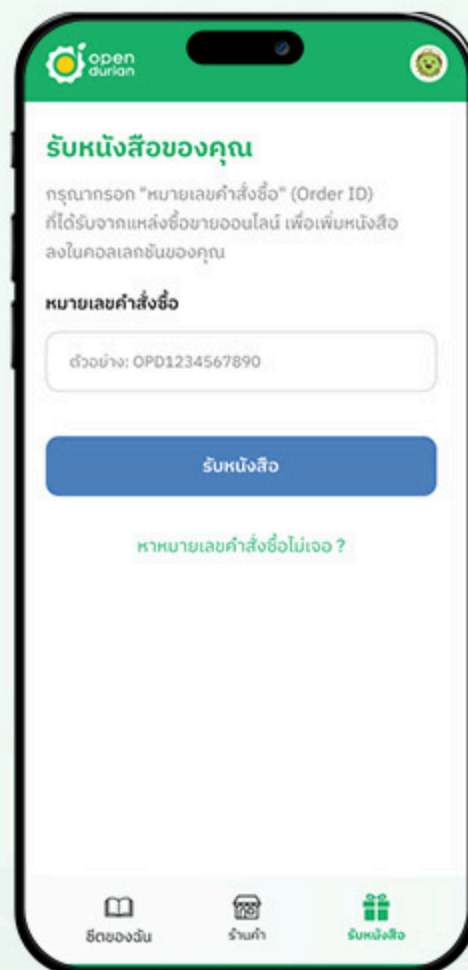 open
durian
รับหนังสือของคุณ
กรุณากรอก "หมายเลขคำสั่งซื้อ" (Order ID)
ที่ได้รับจากแหล่งซื้อขายออนไลน์ เพื่อเพิ่มหนังสือ
ลงในคอลเลกชันของคุณ
หมายเลขคำสั่งซื้อ
ตัวอย่าง: OPD1234567890
รับหนังสือ
หาหมายเลขคำสั่งซื้อไม่เจอ ?
ชีตของฉัน
ร้านค้า
รับหนังสือ